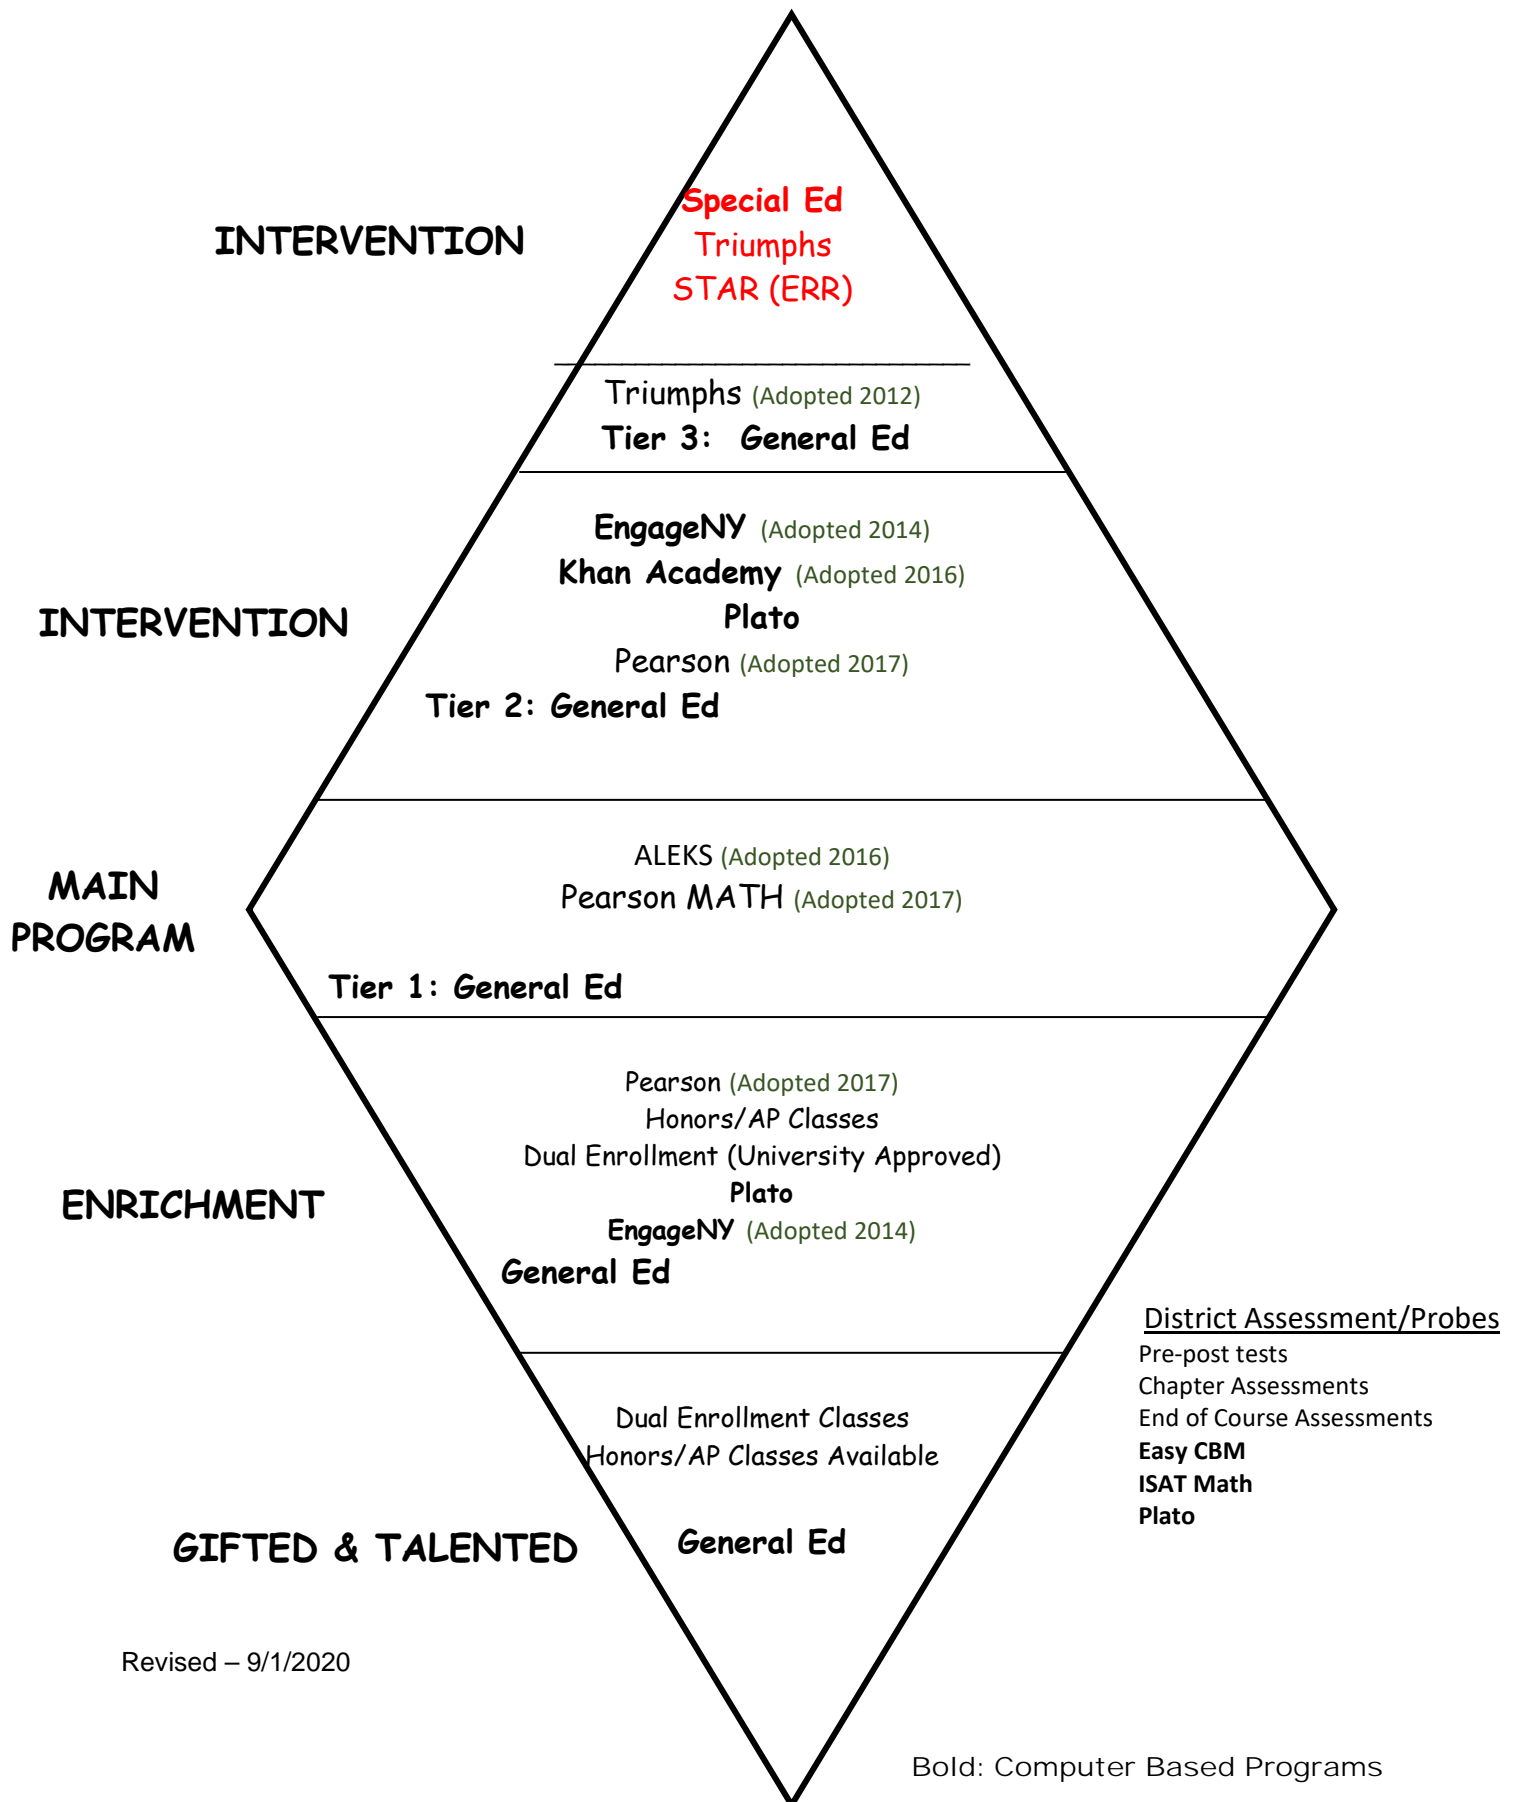 INTERVENTION
Special Ed
Triumphs
STAR (ERR)
Triumphs (Adopted 2012)
Tier 3: General Ed
INTERVENTION
EngageNY (Adopted 2014)
Khan Academy (Adopted 2016)
Plato
Pearson (Adopted 2017)
Tier 2: General Ed
MAIN
PROGRAM
ALEKS (Adopted 2016)
Pearson MATH (Adopted 2017)
Tier 1: General Ed
ENRICHMENT
Pearson (Adopted 2017)
Honors/AP Classes
Dual Enrollment (University Approved)
Plato
EngageNY (Adopted 2014)
General Ed
GIFTED & TALENTED
Dual Enrollment Classes
Honors/AP Classes Available
General Ed
District Assessment/Probes
Pre-post tests
Chapter Assessments
End of Course Assessments
Easy CBM
ISAT Math
Plato
Revised – 9/1/2020
Bold: Computer Based Programs